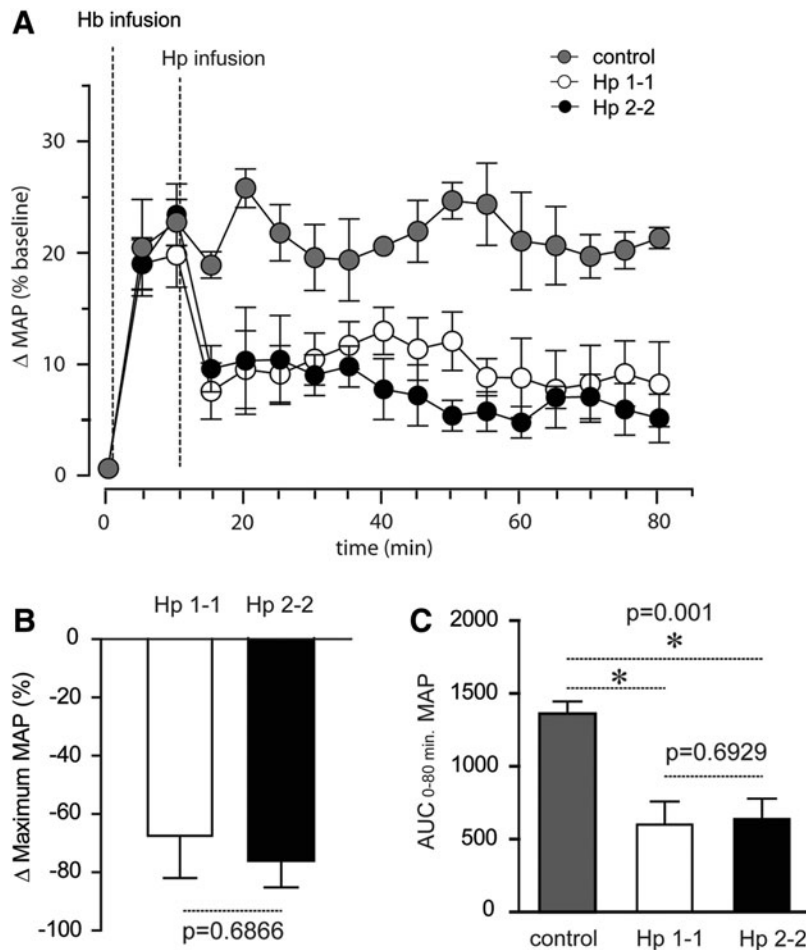 Hb infusion
A
Hp infusion
control
Hp 1-1
Hp 2-2
30
20
10
0
Δ MAP (% baseline)
0 20 40 60 80
time (min)
B
Hp 1-1 Hp 2-2
0
-20
-40
-60
-80
-100
Δ Maximum MAP (%)
p=0.6866
C
2000
1500
1000
500
0
AUC 0-80 min. MAP
p=0.001
*
*
p=0.6929
control Hp 1-1 Hp 2-2